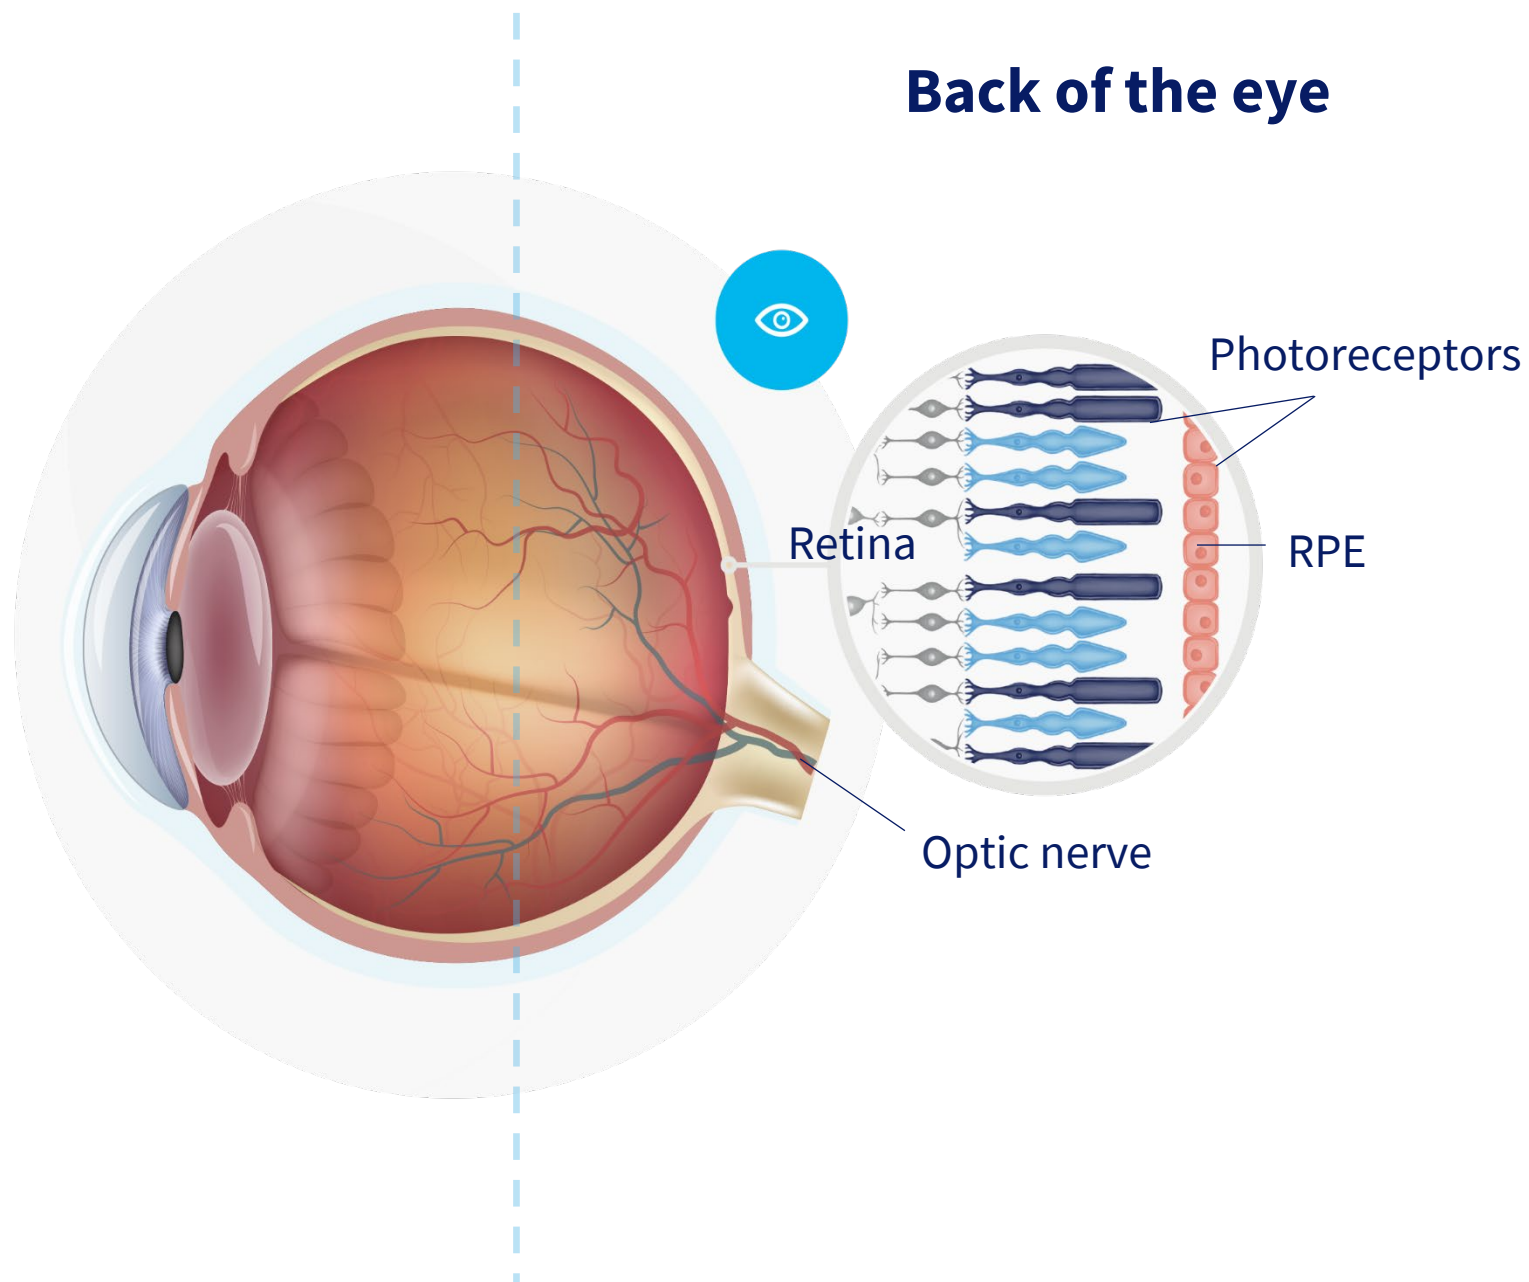 Back of the eye
Photoreceptors
Retina
RPE
Optic nerve